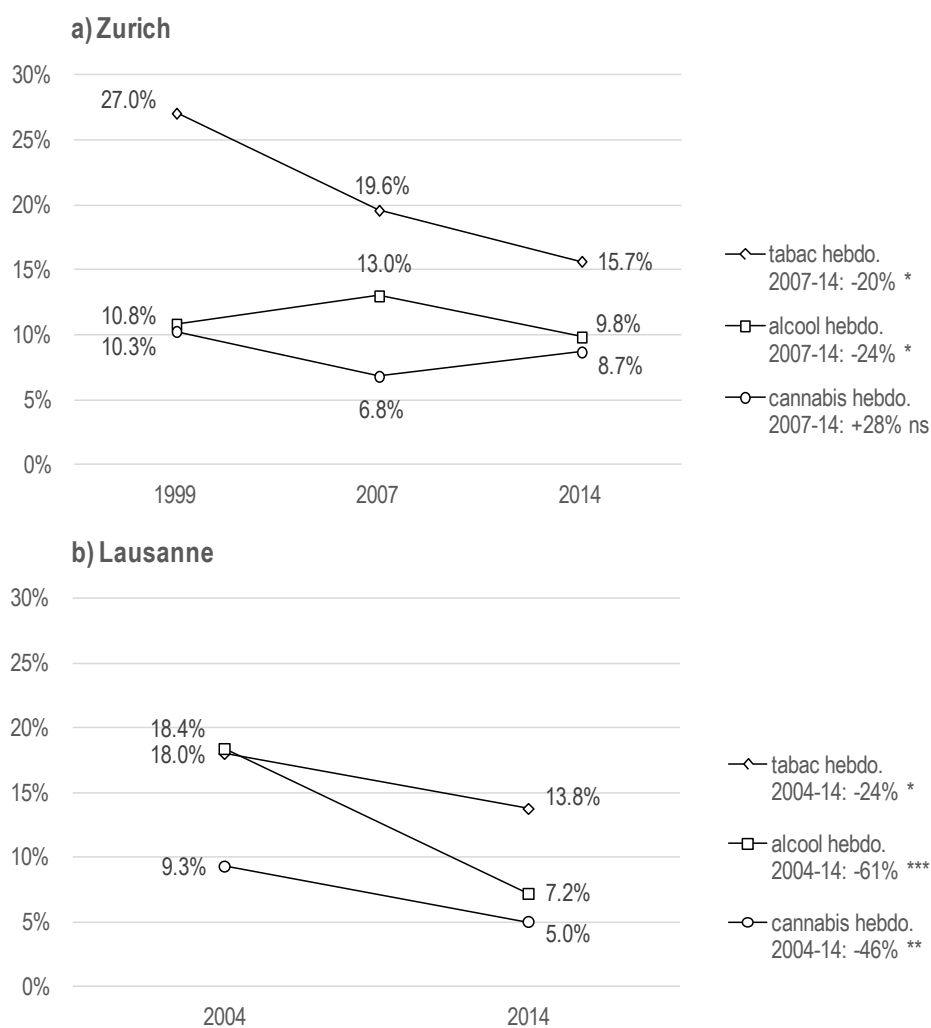 a) Zurich
30%
25%
20%
15%
10%
5%
0%
27.0%
19.6%
15.7%
13.0%
10.8%
9.8%
10.3%
8.7%
6.8%
1999
2007
2014
tabac hebdo.
2007-14: -20% *
alcool hebdo.
2007-14: -24% *
cannabis hebdo.
2007-14: +28% ns
b) Lausanne
30%
25%
20%
15%
10%
5%
0%
18.4%
18.0%
13.8%
9.3%
7.2%
5.0%
2004
2014
tabac hebdo.
2004-14: -24% *
alcool hebdo.
2004-14: -61% ***
cannabis hebdo.
2004-14: -46% **